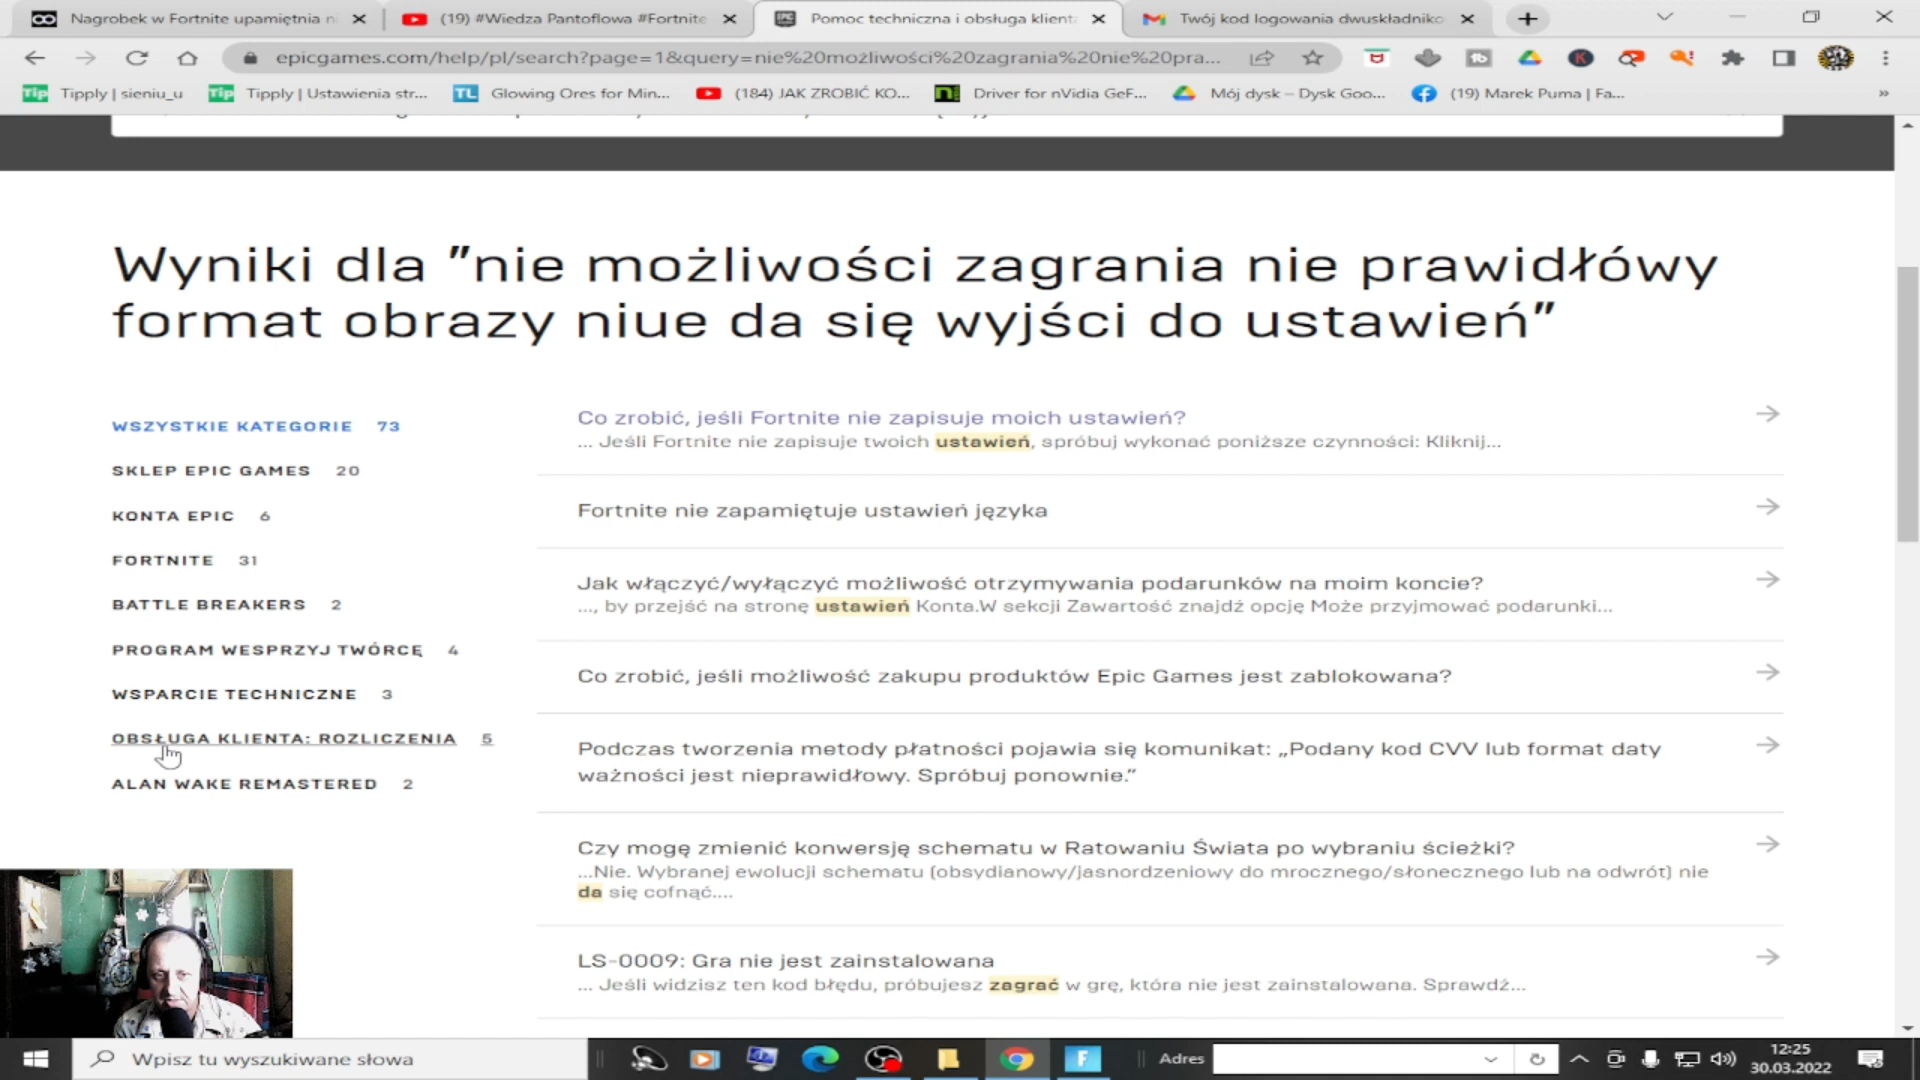 Nagrobek w Fortnite upamiętnia n
(19) #Wiedza Pantoflowa #Fortnite
Pomoc techniczna i obsługa klient
Twój kod logowania dwuskładniko
epicgames.com/help/pl/search?page=1&query=nie%20możliwości%20zagrania%20nie%20pra...
Tipply | sieniu_u
Tipply | Ustawienia str...
TL Glowing Ores for Min...
(184) JAK ZROBIĆ KO...
Driver for nVidia GeF...
Mój dysk – Dysk Goo...
(19) Marek Puma | Fa...
»
Wyniki dla "nie możliwości zagrania nie prawidłówy
format obrazy niue da się wyjści do ustawień"
WSZYSTKIE KATEGORIE 73
SKLEP EPIC GAMES 20
KONTA EPIC 6
FORTNITE 31
BATTLE BREAKERS 2
PROGRAM WESPRZYJ TWÓRCĘ 4
WSPARCIE TECHNICZNE 3
OBSŁUGA KLIENTA: ROZLICZENIA 5
ALAN WAKE REMASTERED 2
Co zrobić, jeśli Fortnite nie zapisuje moich ustawień?
... Jeśli Fortnite nie zapisuje twoich ustawień, spróbuj wykonać poniższe czynności: Kliknij...
Fortnite nie zapamiętuje ustawień języka
Jak włączyć/wyłączyć możliwość otrzymywania podarunków na moim koncie?
..., by przejść na stronę ustawień Konta.W sekcji Zawartość znajdź opcję Może przyjmować podarunki...
Co zrobić, jeśli możliwość zakupu produktów Epic Games jest zablokowana?
Podczas tworzenia metody płatności pojawia się komunikat: „Podany kod CVV lub format daty
ważności jest nieprawidłowy. Spróbuj ponownie.”
Czy mogę zmienić konwersję schematu w Ratowaniu Świata po wybraniu ścieżki?
...Nie. Wybranej ewolucji schematu (obsydianowy/jasnordzeniowy do mrocznego/słonecznego lub na odwrót) nie
da się cofnąć....
LS-0009: Gra nie jest zainstalowana
... Jeśli widzisz ten kod błędu, próbujesz zagrać w grę, która nie jest zainstalowana. Sprawdź...
Wpisz tu wyszukiwane słowa
Adres
12:25
30.03.2022